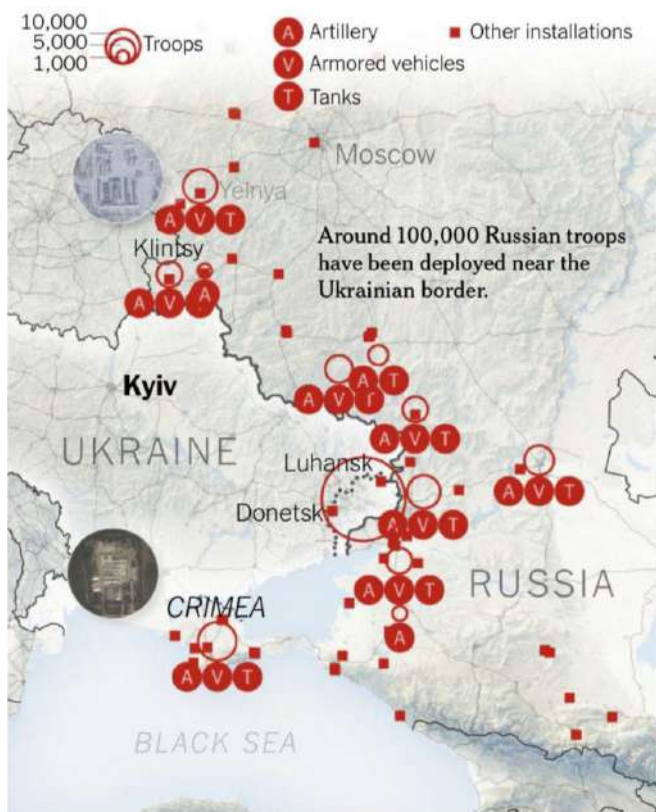 10,000
5,000
1,000
Troops
A Artillery
V Armored vehicles
T Tanks
Other installations
Moscow
Yelnya
A V T
Around 100,000 Russian troops
have been deployed near the
Ukrainian border.
Klintsy
A V A
Kyiv
A T
A V T
UKRAINE
A V T
Luhansk
A V T
Donetsk
A V T
RUSSIA
A V T
CRIMEA
A
A V T
BLACK SEA